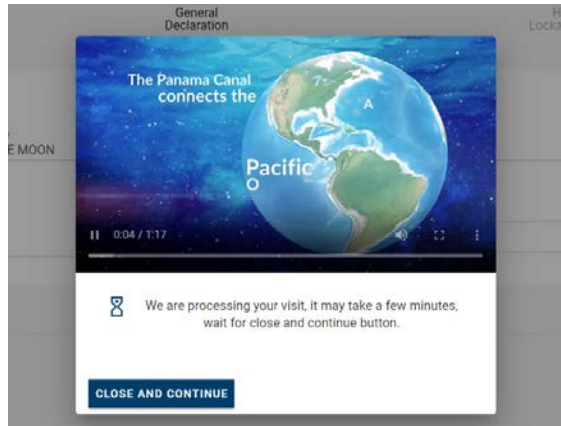 General
Declaration
H
Locka
E MOON
The Panama Canal
connects the
A
Pacific
O
0:04 / 1:17
We are processing your visit, it may take a few minutes,
wait for close and continue button.
CLOSE AND CONTINUE